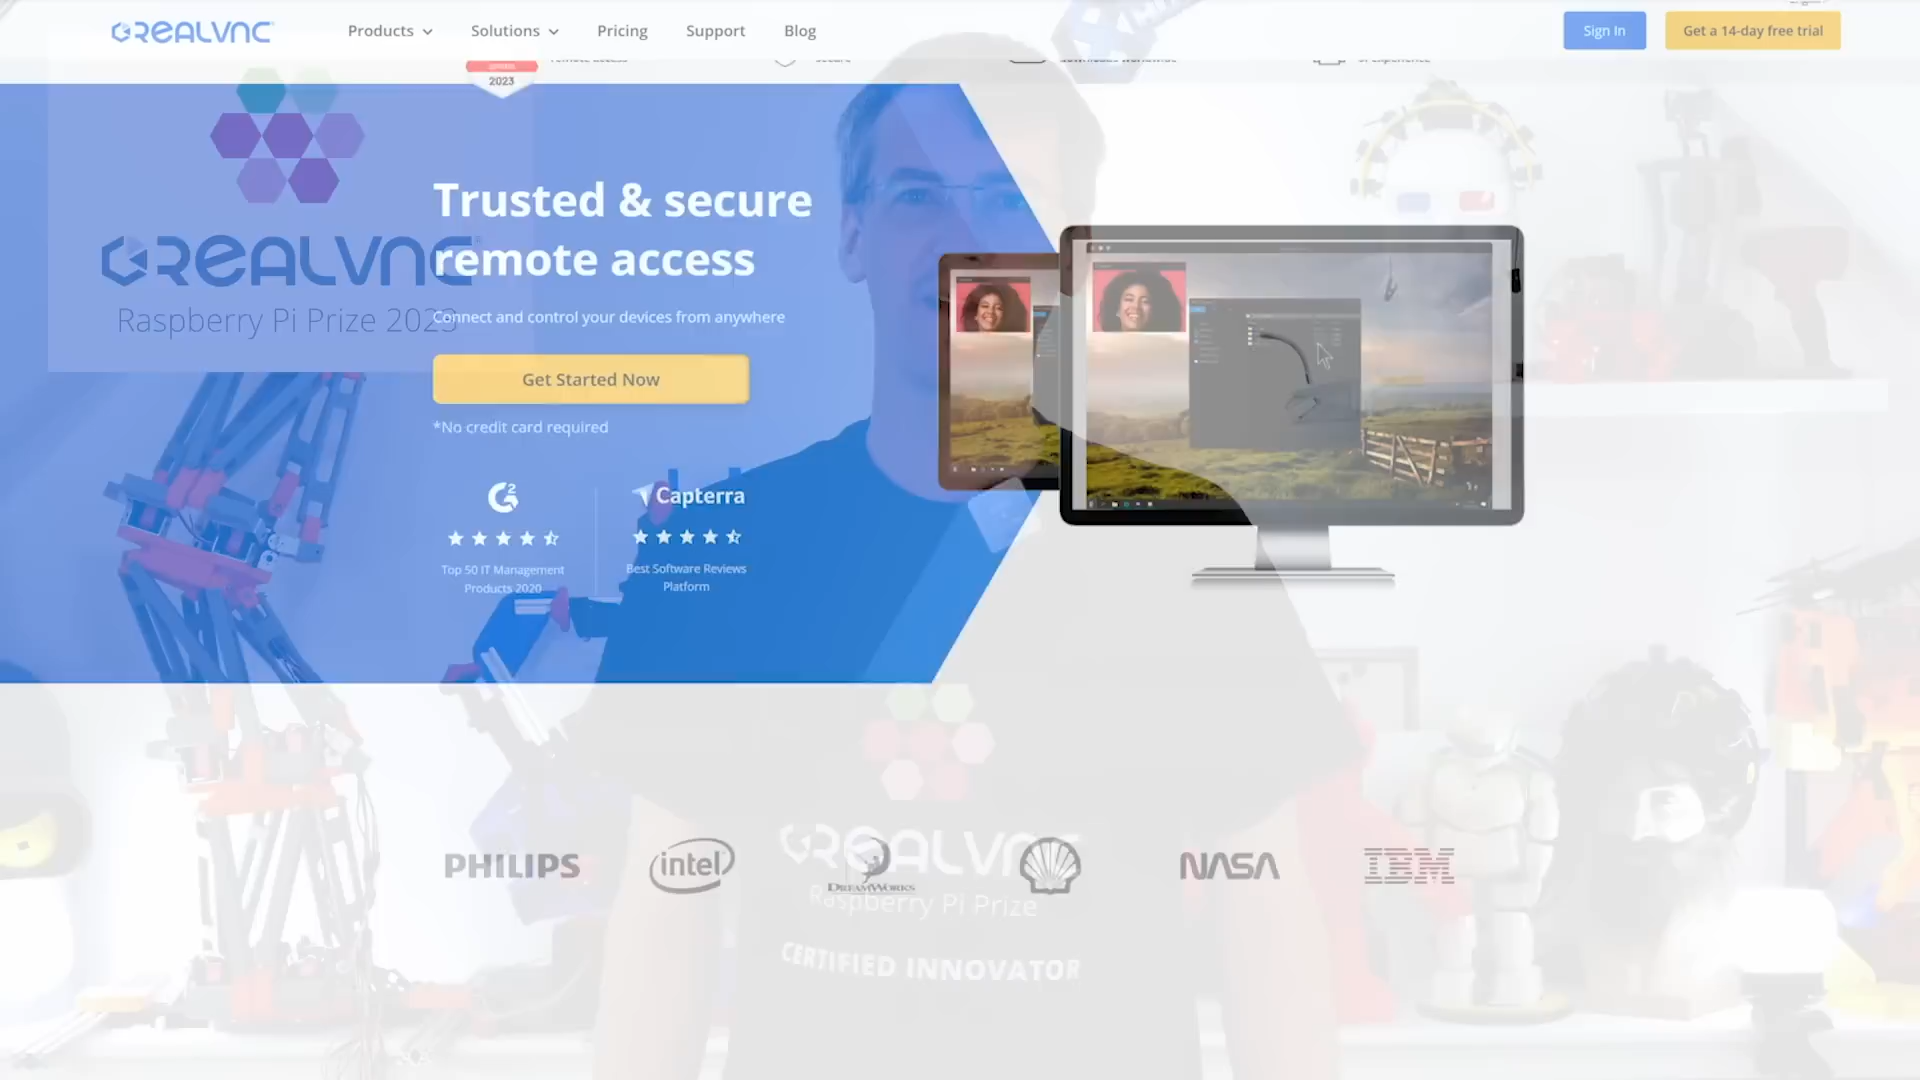 REALVNC
Products
Solutions
Pricing
Support
Blog
Sign In
Get a 14-day free trial
2023
REALVNC
Raspberry Pi Prize 2023
Trusted & secure
remote access
Connect and control your devices from anywhere
Get Started Now
*No credit card required
G2
Capterra
Top 50 IT Management
Products 2020
Best Software Reviews
Platform
PHILIPS
intel
DREAMWORKS
NASA
IBM
REALVNC
Raspberry Pi Prize
CERTIFIED INNOVATOR